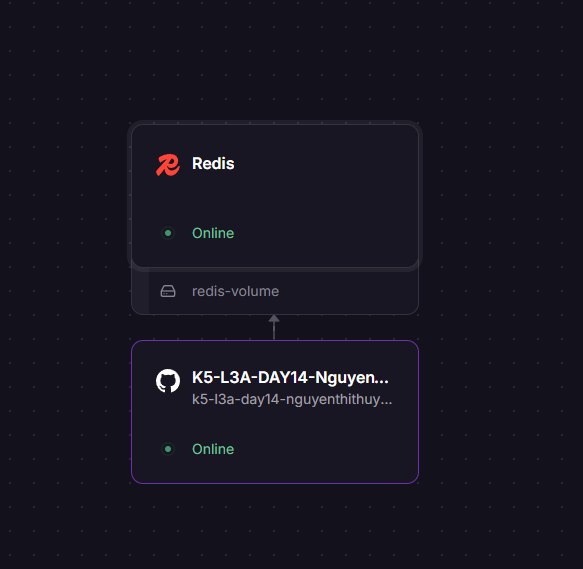 Redis
Online
redis-volume
K5-L3A-DAY14-Nguyen...
k5-l3a-day14-nguyenthithuy...
Online